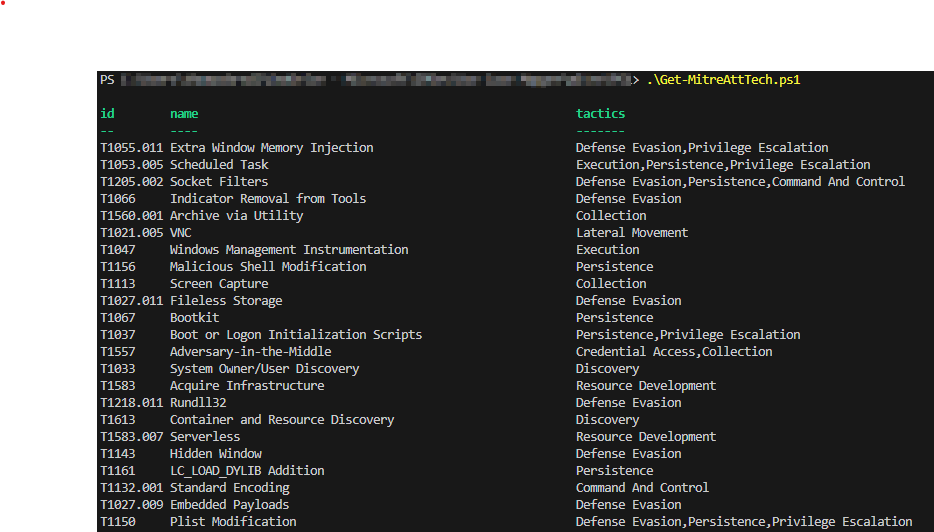 PS > .\Get-MitreAttTech.ps1
id name tactics
-- ---- -------
T1055.011 Extra Window Memory Injection Defense Evasion,Privilege Escalation
T1053.005 Scheduled Task Execution,Persistence,Privilege Escalation
T1205.002 Socket Filters Defense Evasion,Persistence,Command And Control
T1066 Indicator Removal from Tools Defense Evasion
T1560.001 Archive via Utility Collection
T1021.005 VNC Lateral Movement
T1047 Windows Management Instrumentation Execution
T1156 Malicious Shell Modification Persistence
T1113 Screen Capture Collection
T1027.011 Fileless Storage Defense Evasion
T1067 Bootkit Persistence
T1037 Boot or Logon Initialization Scripts Persistence,Privilege Escalation
T1557 Adversary-in-the-Middle Credential Access,Collection
T1033 System Owner/User Discovery Discovery
T1583 Acquire Infrastructure Resource Development
T1218.011 Rundll32 Defense Evasion
T1613 Container and Resource Discovery Discovery
T1583.007 Serverless Resource Development
T1143 Hidden Window Defense Evasion
T1161 LC_LOAD_DYLIB Addition Persistence
T1132.001 Standard Encoding Command And Control
T1027.009 Embedded Payloads Defense Evasion
T1150 Plist Modification Defense Evasion,Persistence,Privilege Escalation